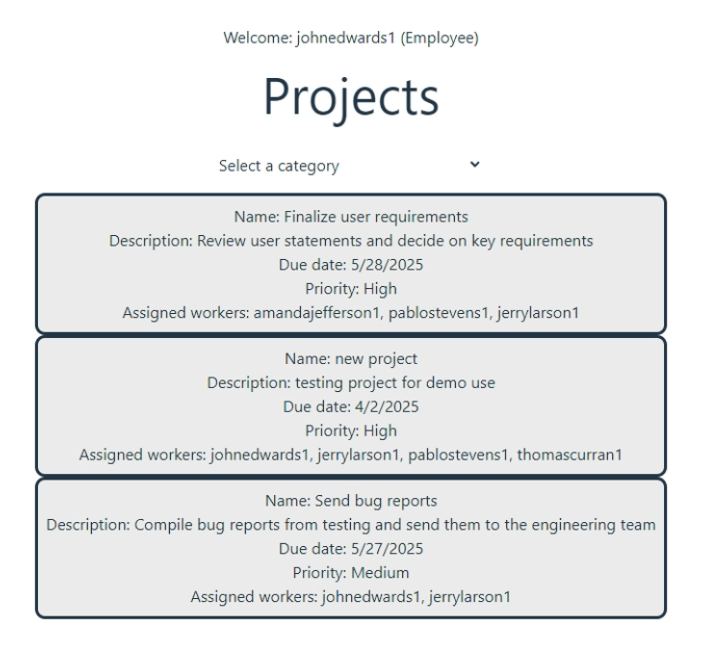 Welcome: johnedwards1 (Employee)
Projects
Select a category
Name: Finalize user requirements
Description: Review user statements and decide on key requirements
Due date: 5/28/2025
Priority: High
Assigned workers: amandajefferson1, pablostevens1, jerrylarson1
Name: new project
Description: testing project for demo use
Due date: 4/2/2025
Priority: High
Assigned workers: johnedwards1, jerrylarson1, pablostevens1, thomascurran1
Name: Send bug reports
Description: Compile bug reports from testing and send them to the engineering team
Due date: 5/27/2025
Priority: Medium
Assigned workers: johnedwards1, jerrylarson1